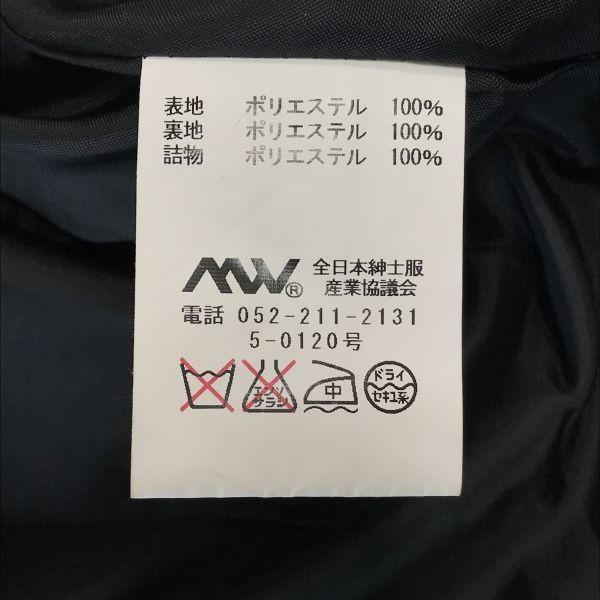 表地 ポリエステル 100%
裏地 ポリエステル 100%
詰物 ポリエステル 100%
MW® 全日本紳士服
産業協議会
電話 052-211-2131
5-0120号
エンソ
サラシ
中
ドライ
セキユ系